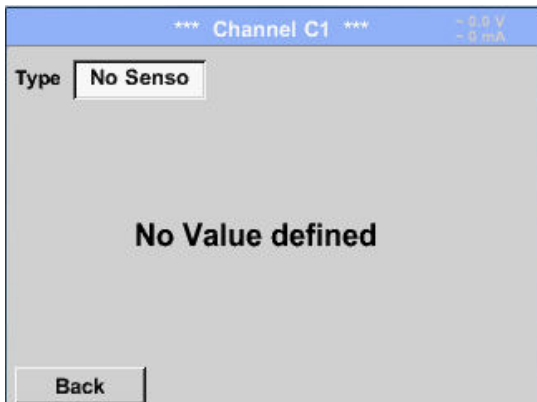 *** Channel C1 ***
~ 0.0 V
~ 0 mA
Type No Senso
No Value defined
Back